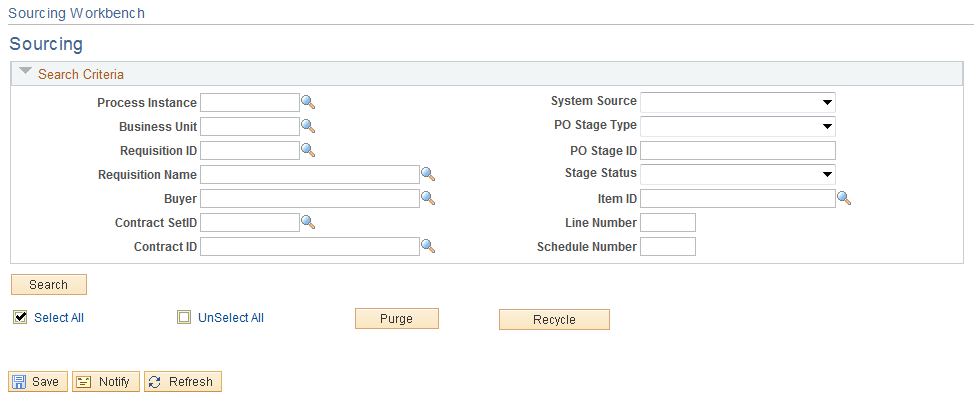 Sourcing Workbench
Sourcing
Search Criteria
Process Instance System Source
Business Unit PO Stage Type
Requisition ID PO Stage ID
Requisition Name Stage Status
Buyer Item ID
Contract SetID Line Number
Contract ID Schedule Number
Search
Select All UnSelect All Purge Recycle
Save Notify Refresh